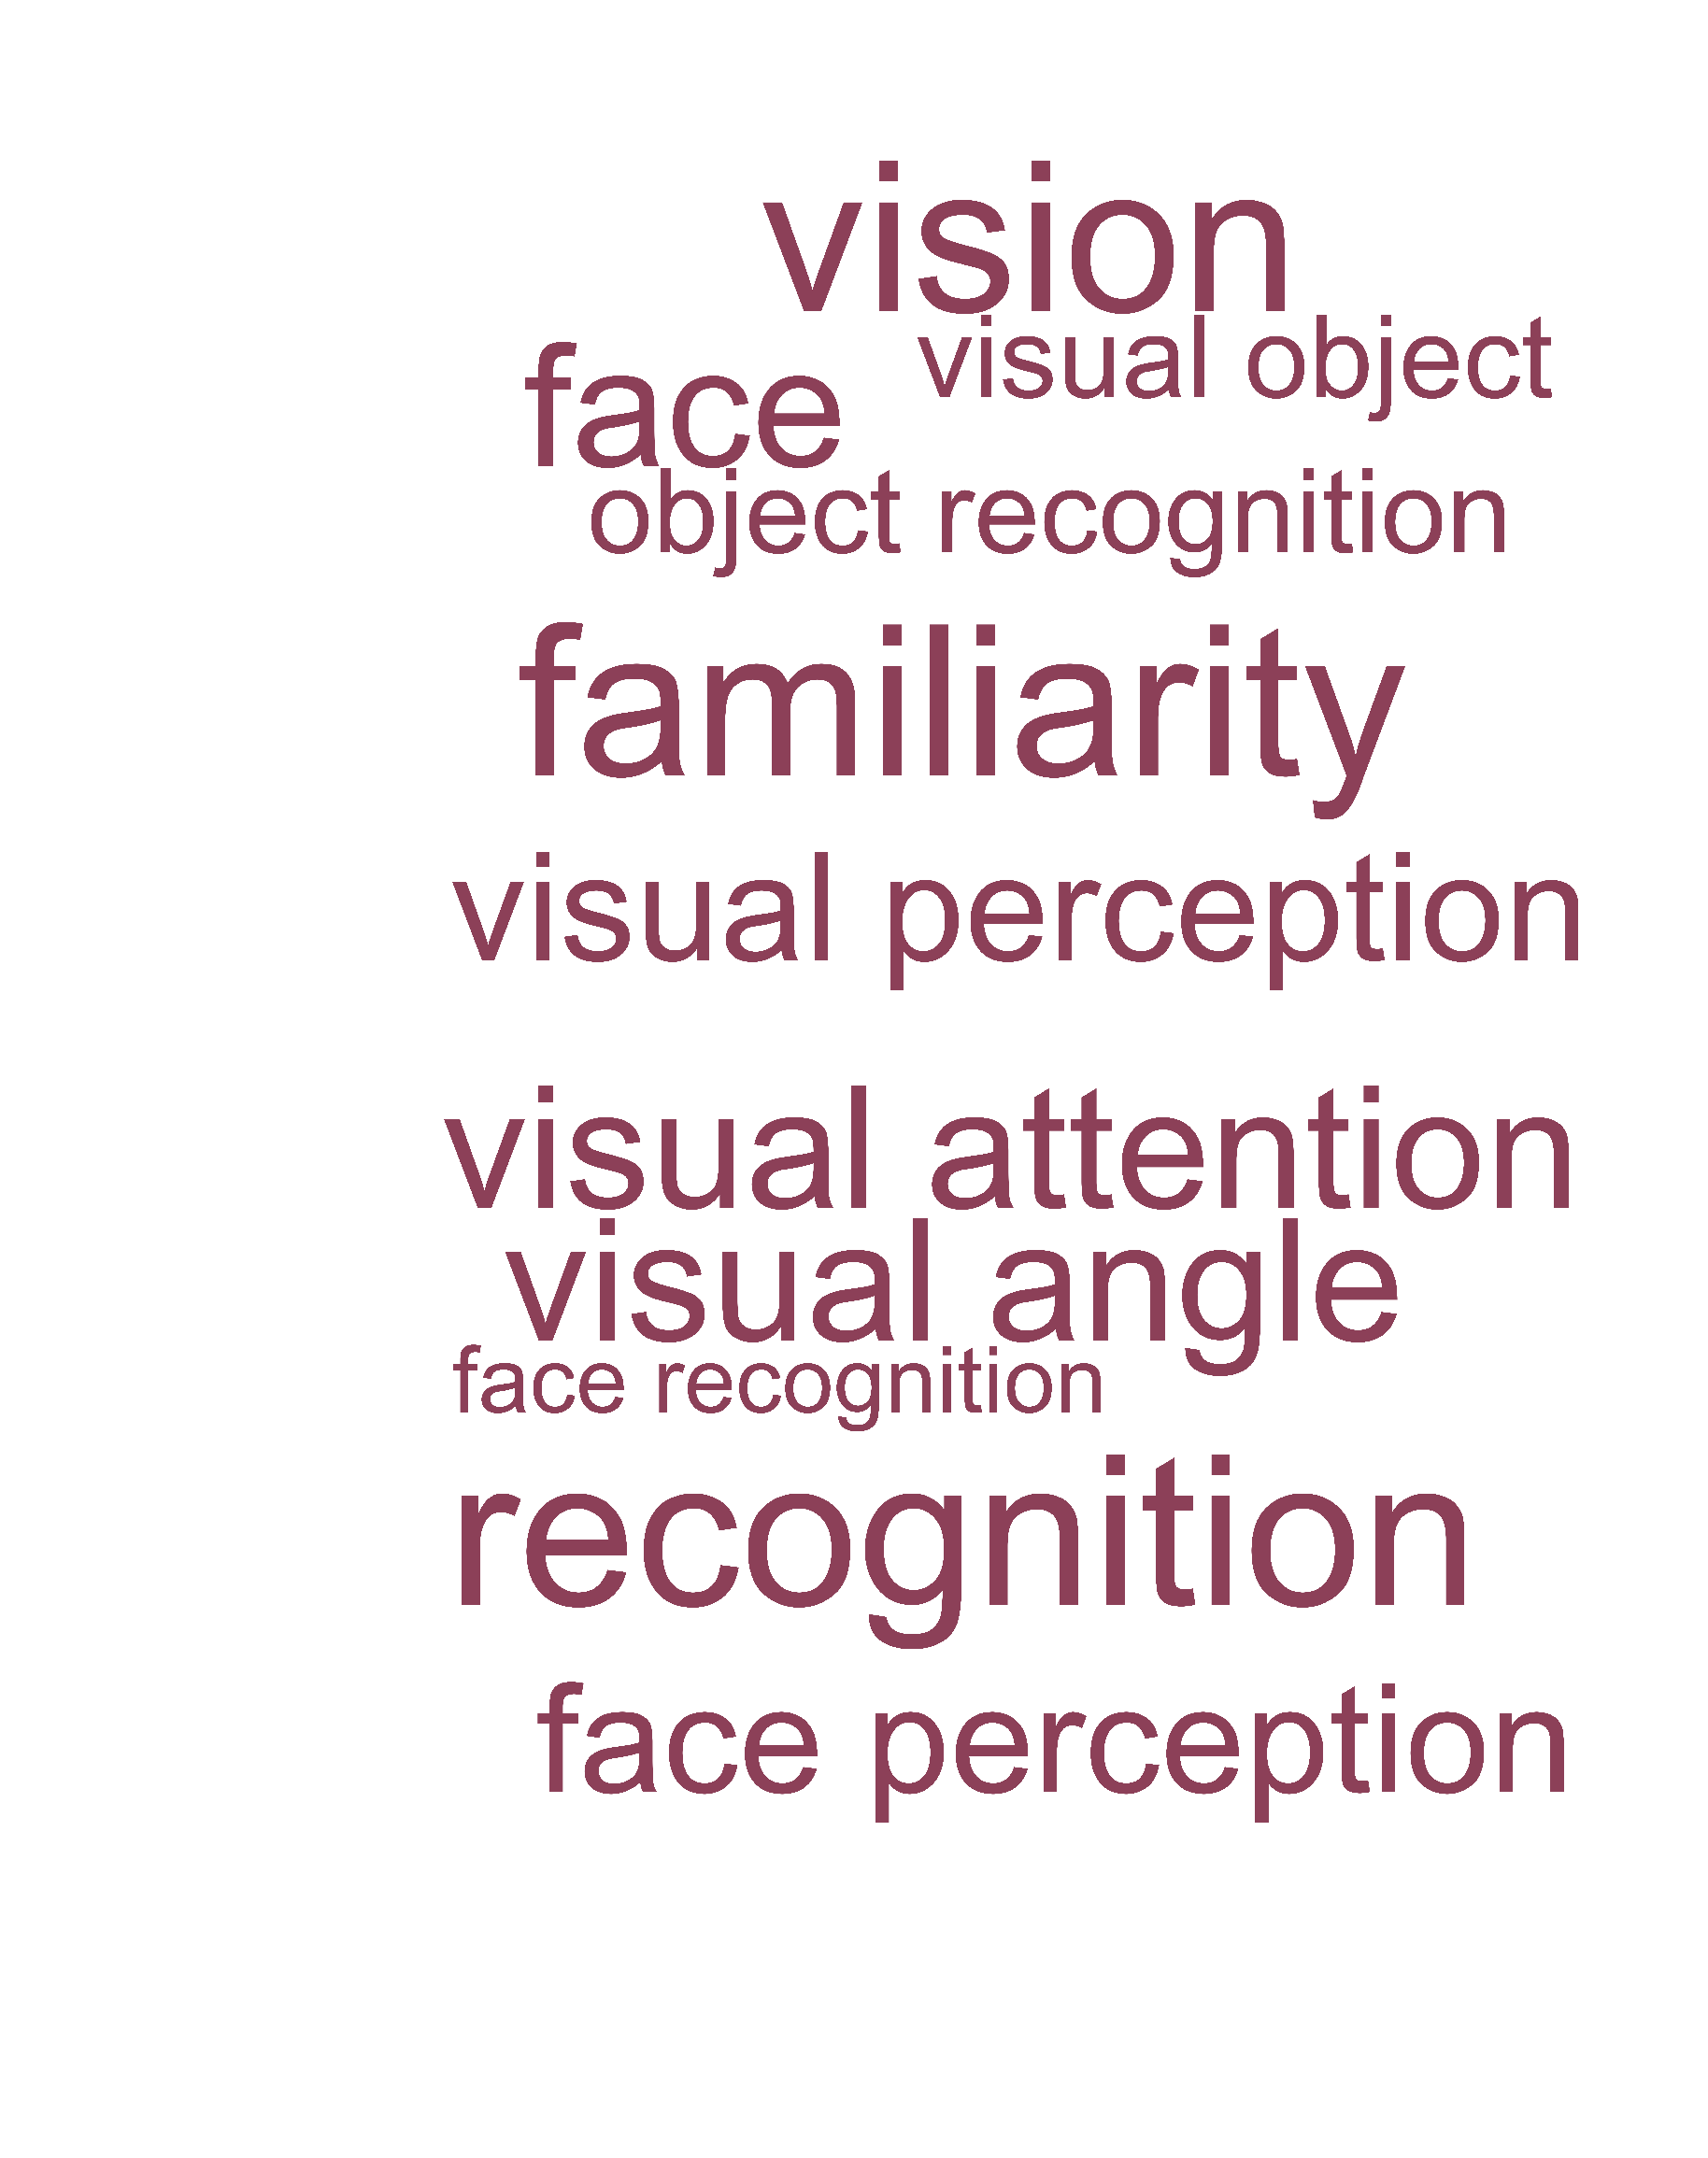 vision
visual object
face
object recognition
familiarity
visual perception
visual attention
visual angle
face recognition
recognition
face perception